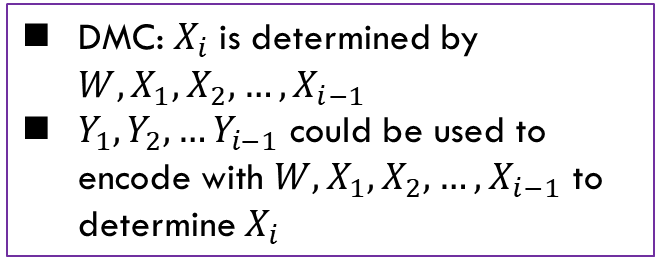 ■ DMC: 𝑋ᵢ is determined by
𝑊, 𝑋₁, 𝑋₂, …, 𝑋ᵢ₋₁
■ 𝑌₁, 𝑌₂, … 𝑌ᵢ₋₁ could be used to
encode with 𝑊, 𝑋₁, 𝑋₂, …, 𝑋ᵢ₋₁ to
determine 𝑋ᵢ